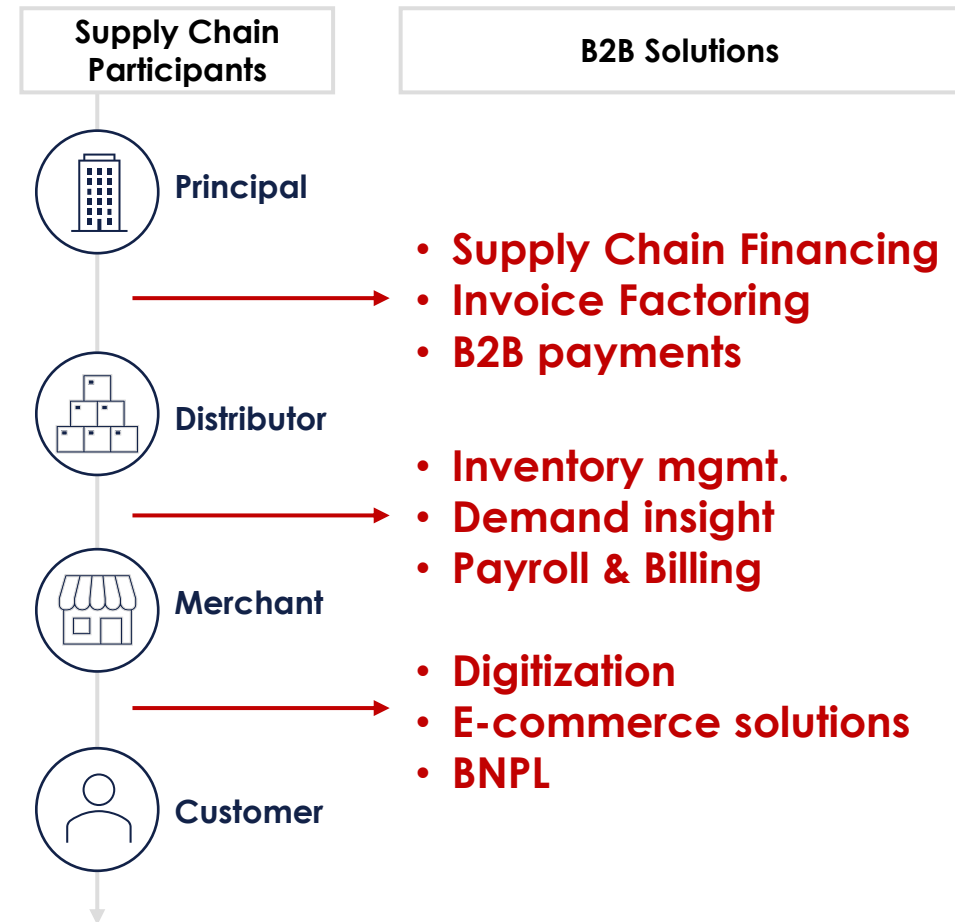 Supply Chain
Participants
B2B Solutions
Principal
• Supply Chain Financing
• Invoice Factoring
• B2B payments
Distributor
• Inventory mgmt.
• Demand insight
• Payroll & Billing
Merchant
• Digitization
• E-commerce solutions
• BNPL
Customer